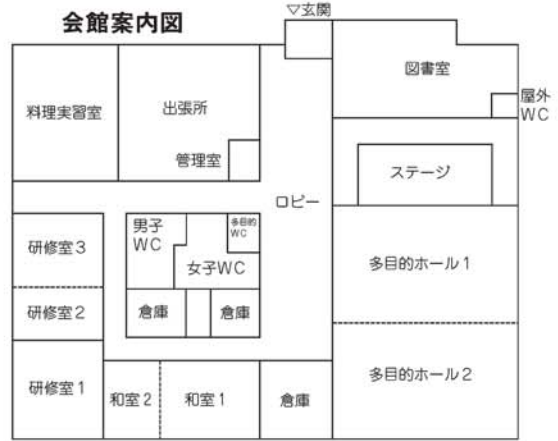 会館案内図
▽玄関
図書室
屋外
WC
料理実習室
出張所
管理室
ステージ
ロビー
男子
WC
多目的
WC
女子WC
研修室3
多目的ホール1
研修室2
倉庫
倉庫
研修室1
和室2
和室1
倉庫
多目的ホール2